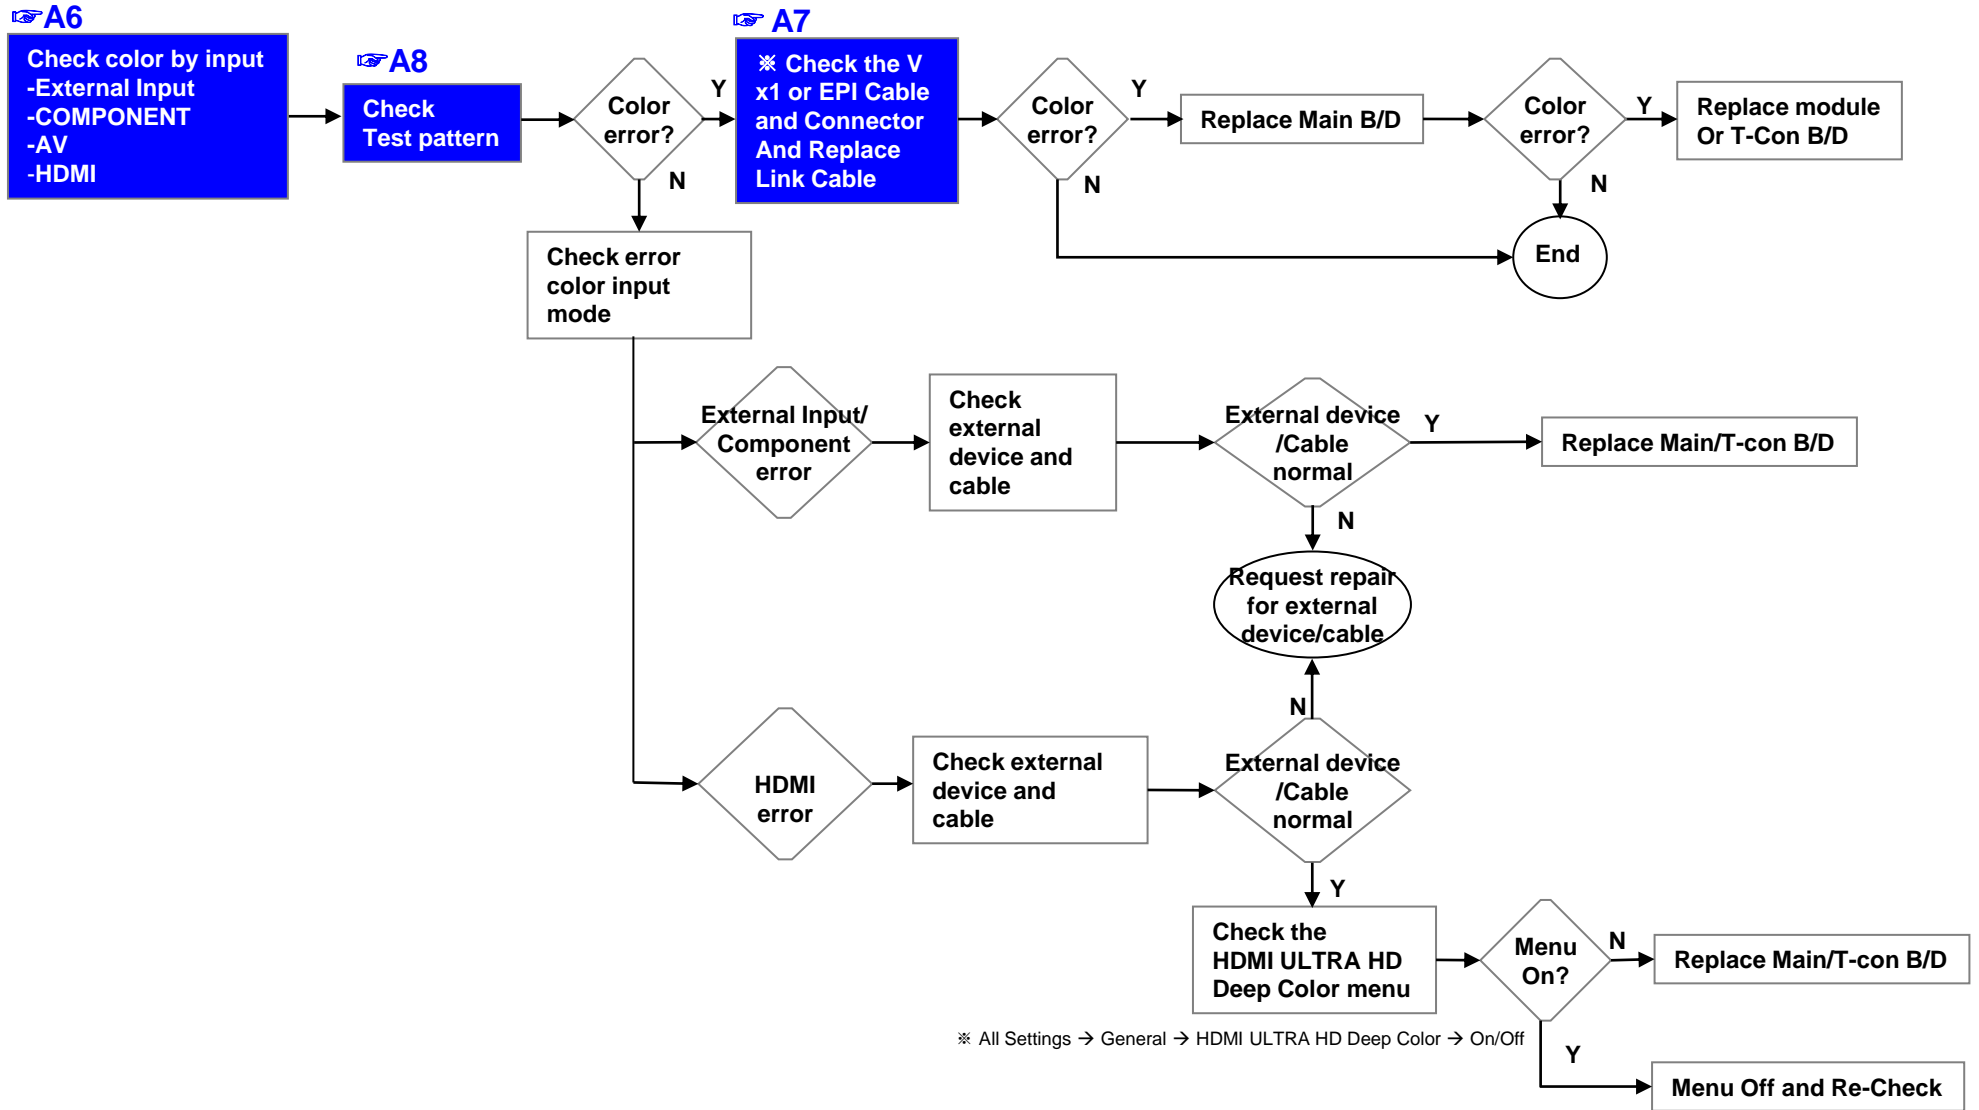 ☞A6
Check color by input
-External Input
-COMPONENT
-AV
-HDMI
☞A8
Check
Test pattern
Color
error?
Y
N
☞ A7
※ Check the V
x1 or EPI Cable
and Connector
And Replace
Link Cable
Color
error?
Y
N
Replace Main B/D
Color
error?
Y
N
Replace module
Or T-Con B/D
End
Check error
color input
mode
External Input/
Component
error
Check
external
device and
cable
External device
/Cable
normal
Y
N
Replace Main/T-con B/D
Request repair
for external
device/cable
N
HDMI
error
Check external
device and
cable
External device
/Cable
normal
Y
Check the
HDMI ULTRA HD
Deep Color menu
Menu
On?
N
Replace Main/T-con B/D
※ All Settings → General → HDMI ULTRA HD Deep Color → On/Off
Y
Menu Off and Re-Check